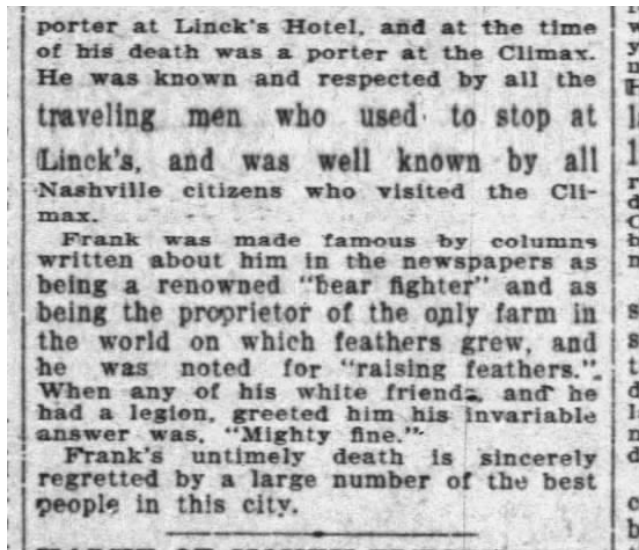 porter at Linck's Hotel, and at the time
of his death was a porter at the Climax.
He was known and respected by all the
traveling men who used to stop at
Linck's, and was well known by all
Nashville citizens who visited the Cli-
max.
Frank was made famous by columns
written about him in the newspapers as
being a renowned "bear fighter" and as
being the proprietor of the only farm in
the world on which feathers grew, and
he was noted for "raising feathers."
When any of his white friends, and he
had a legion, greeted him his invariable
answer was, "Mighty fine."
Frank's untimely death is sincerely
regretted by a large number of the best
people in this city.